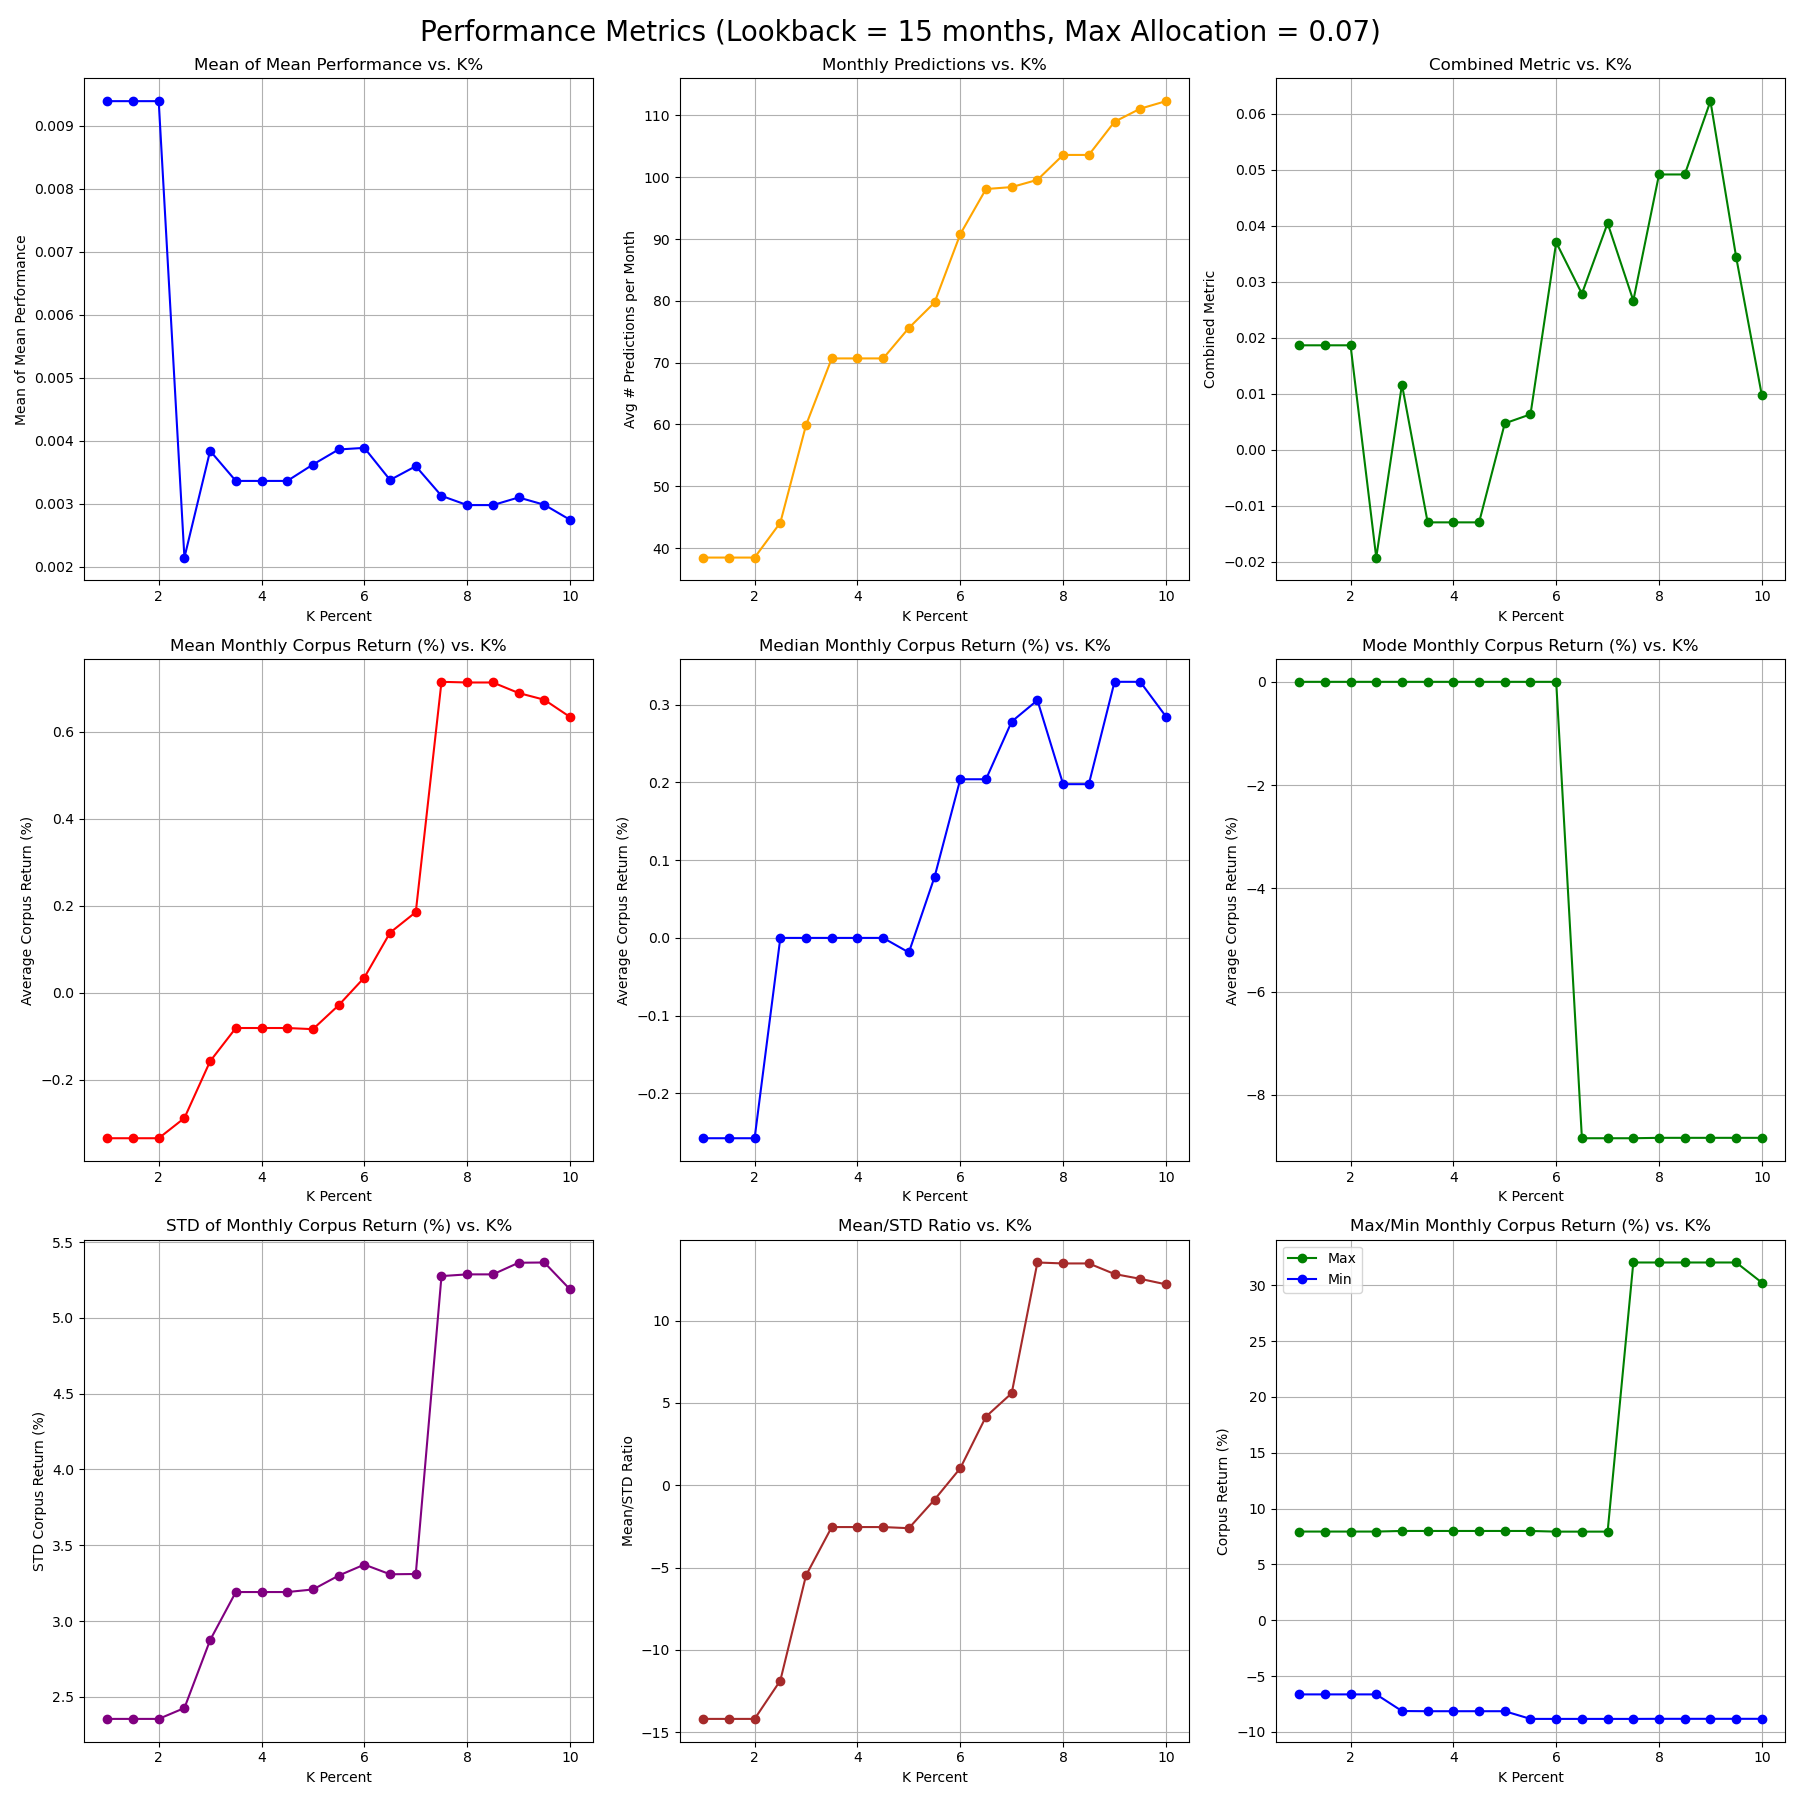 Performance Metrics (Lookback = 15 months, Max Allocation = 0.07)
Mean of Mean Performance vs. K%
Mean of Mean Performance
0.009
0.008
0.007
0.006
0.005
0.004
0.003
0.002
2 4 6 8 10
K Percent
Monthly Predictions vs. K%
Avg # Predictions per Month
110
100
90
80
70
60
50
40
2 4 6 8 10
K Percent
Combined Metric vs. K%
Combined Metric
0.06
0.05
0.04
0.03
0.02
0.01
0.00
−0.01
−0.02
2 4 6 8 10
K Percent
Mean Monthly Corpus Return (%) vs. K%
Average Corpus Return (%)
0.6
0.4
0.2
0.0
−0.2
2 4 6 8 10
K Percent
Median Monthly Corpus Return (%) vs. K%
Average Corpus Return (%)
0.3
0.2
0.1
0.0
−0.1
−0.2
2 4 6 8 10
K Percent
Mode Monthly Corpus Return (%) vs. K%
Average Corpus Return (%)
0
−2
−4
−6
−8
2 4 6 8 10
K Percent
STD of Monthly Corpus Return (%) vs. K%
STD Corpus Return (%)
5.5
5.0
4.5
4.0
3.5
3.0
2.5
2 4 6 8 10
K Percent
Mean/STD Ratio vs. K%
Mean/STD Ratio
10
5
0
−5
−10
−15
2 4 6 8 10
K Percent
Max/Min Monthly Corpus Return (%) vs. K%
Max
Min
Corpus Return (%)
30
25
20
15
10
5
0
−5
−10
2 4 6 8 10
K Percent